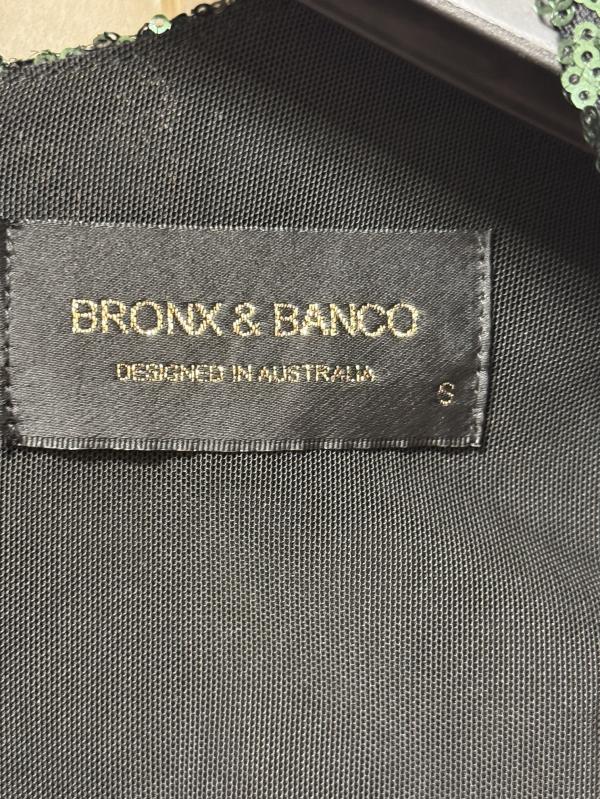 BRONX & BANCO
DESIGNED IN AUSTRALIA
S